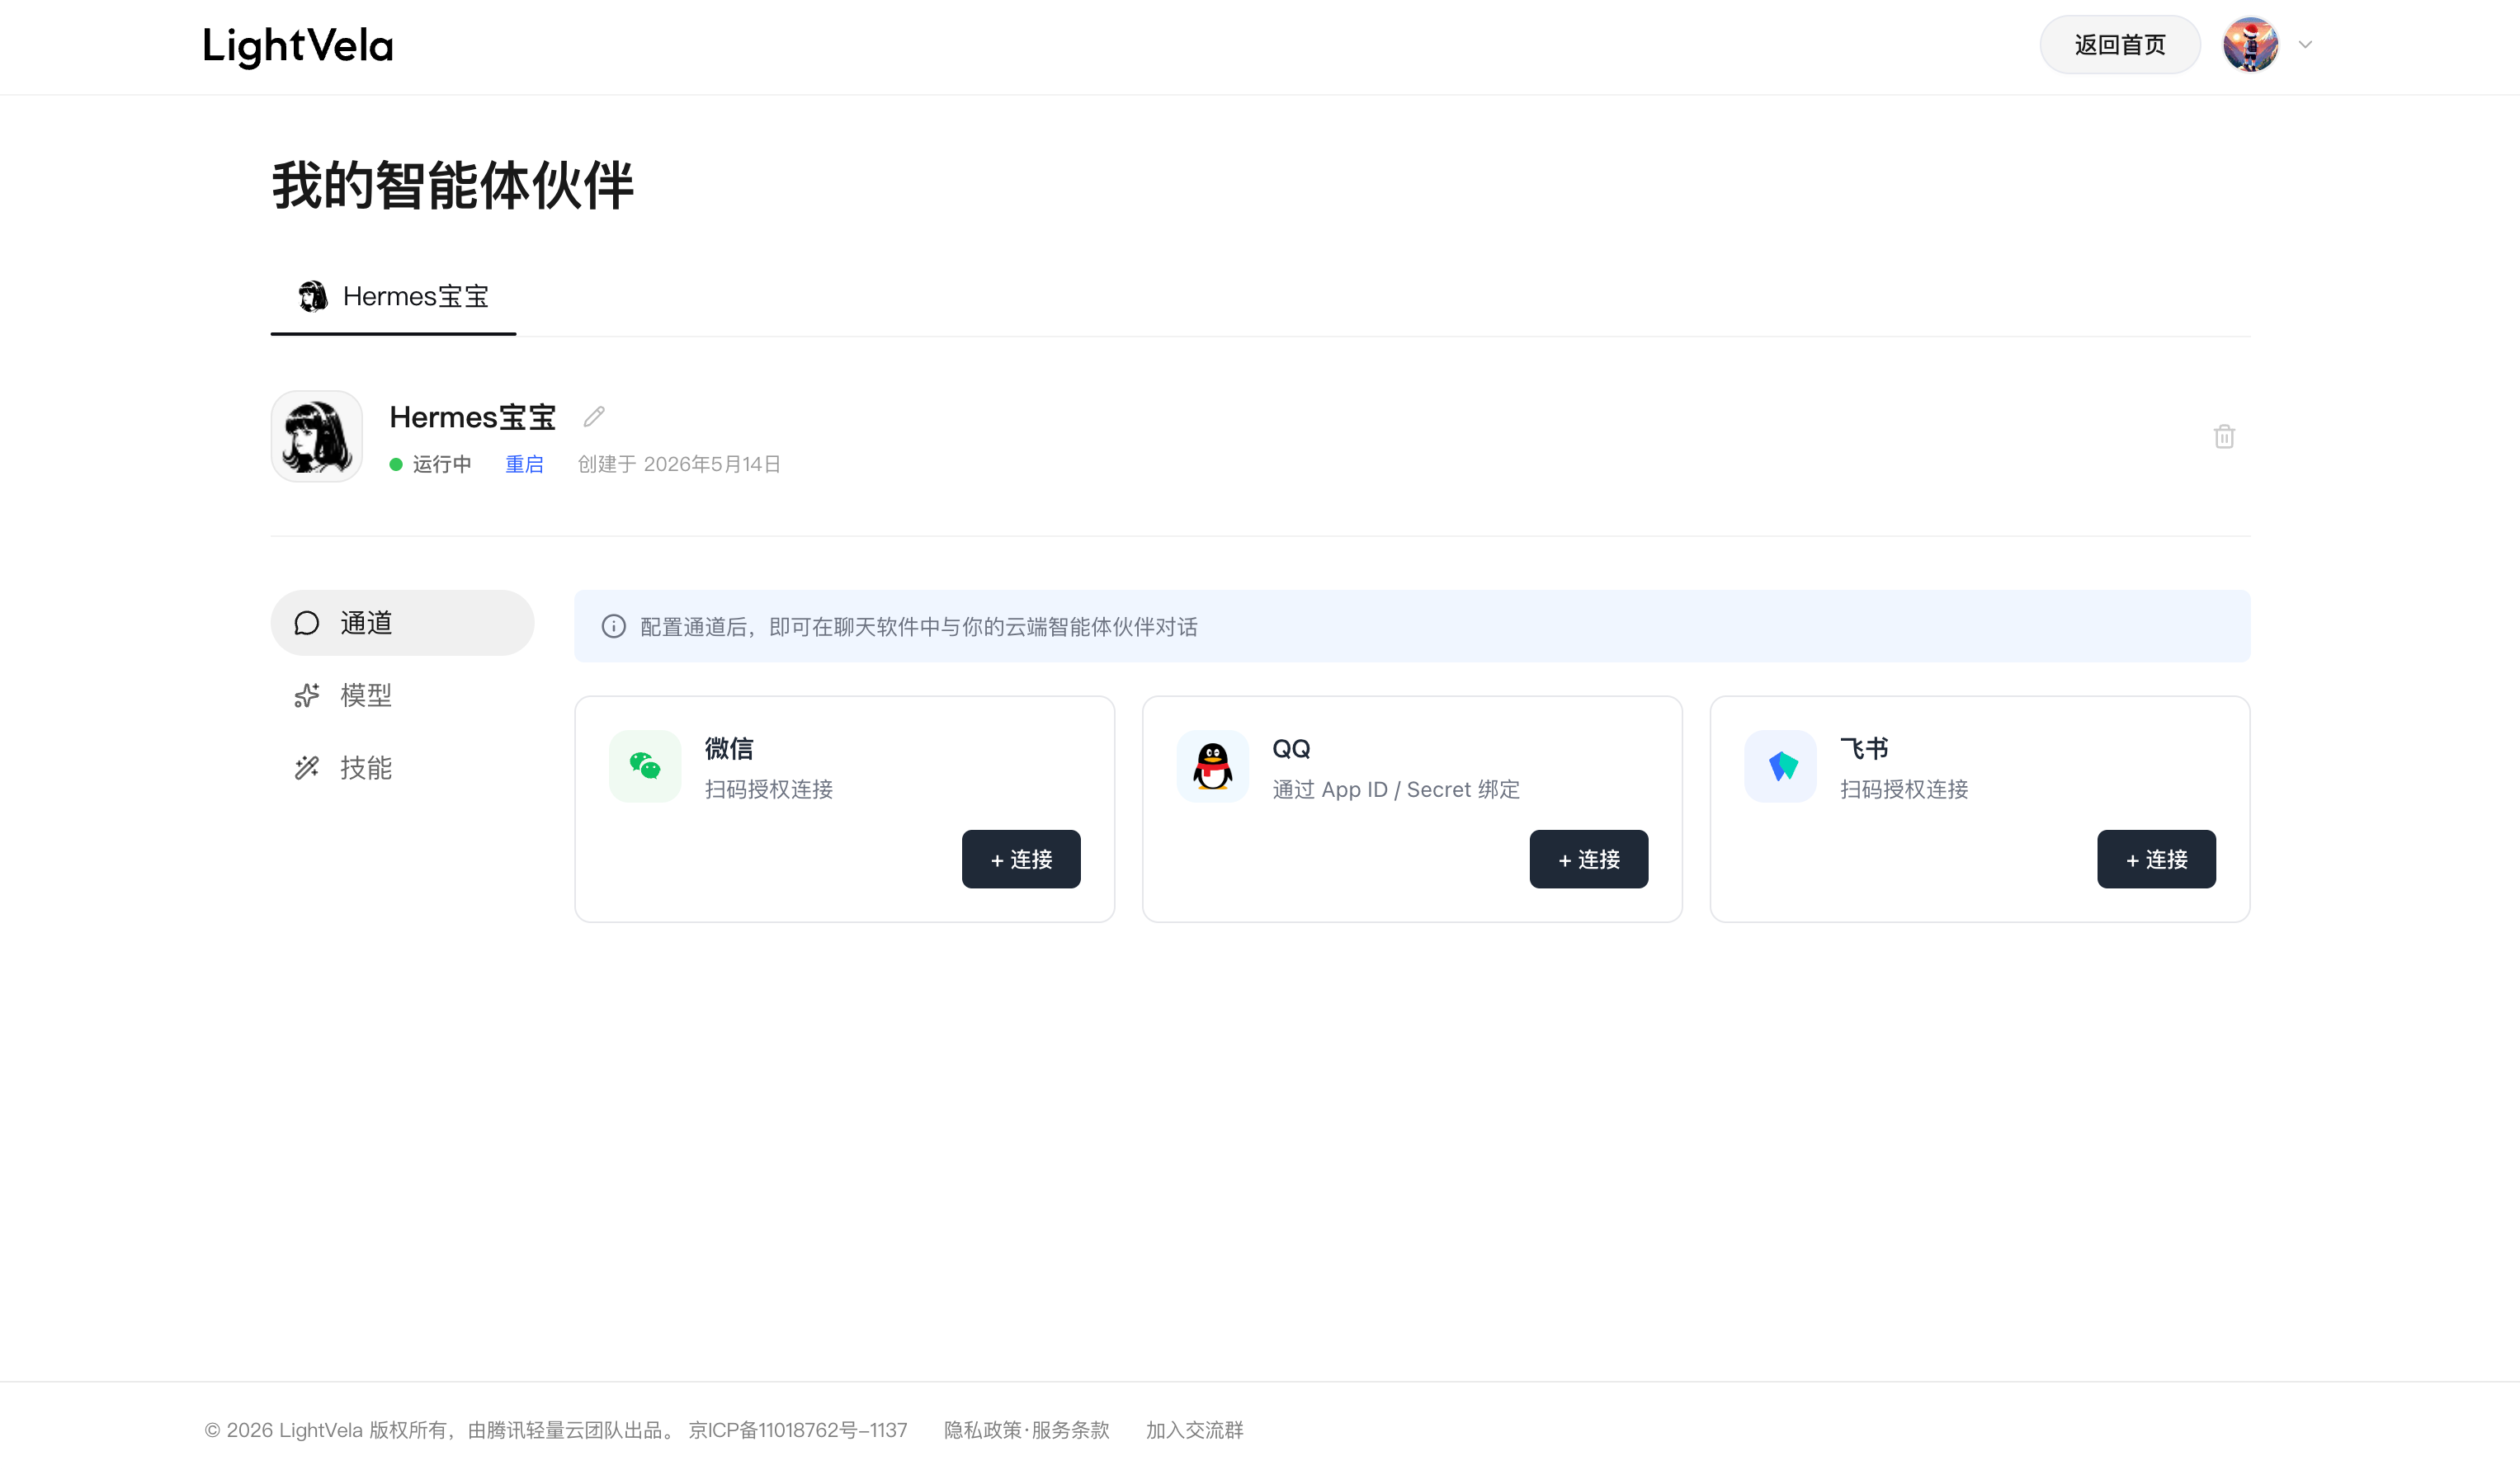 LightVela
返回首页
我的智能体伙伴
Hermes宝宝
Hermes宝宝
运行中 重启 创建于 2026年5月14日
通道
模型
技能
配置通道后，即可在聊天软件中与你的云端智能体伙伴对话
微信
扫码授权连接
+ 连接
QQ
通过 App ID / Secret 绑定
+ 连接
飞书
扫码授权连接
+ 连接
© 2026 LightVela 版权所有，由腾讯轻量云团队出品。 京ICP备11018762号-1137 隐私政策·服务条款 加入交流群